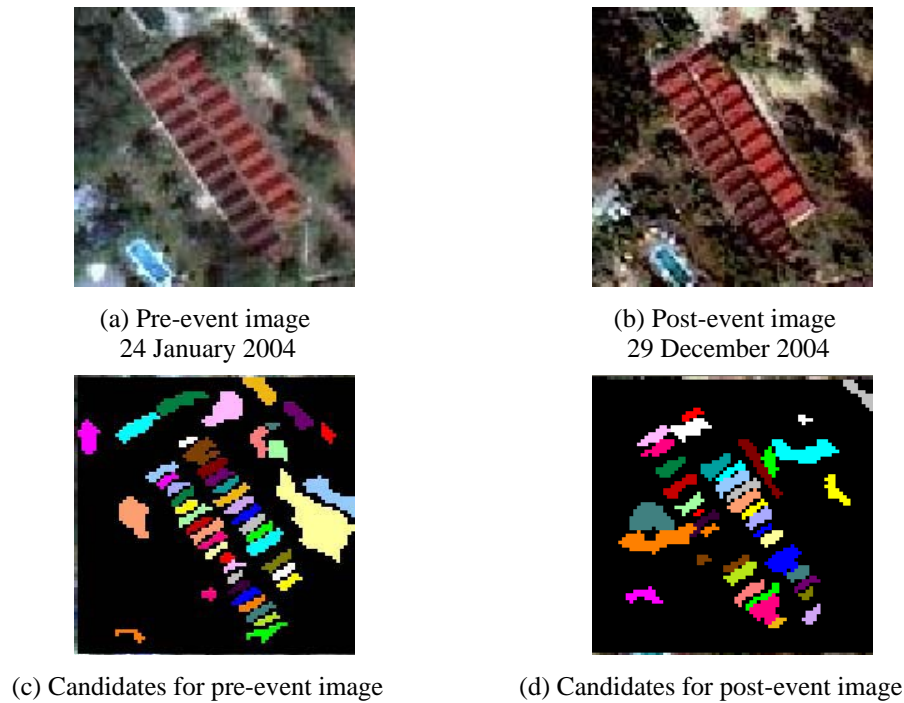 (a) Pre-event image
24 January 2004
(b) Post-event image
29 December 2004
(c) Candidates for pre-event image
(d) Candidates for post-event image